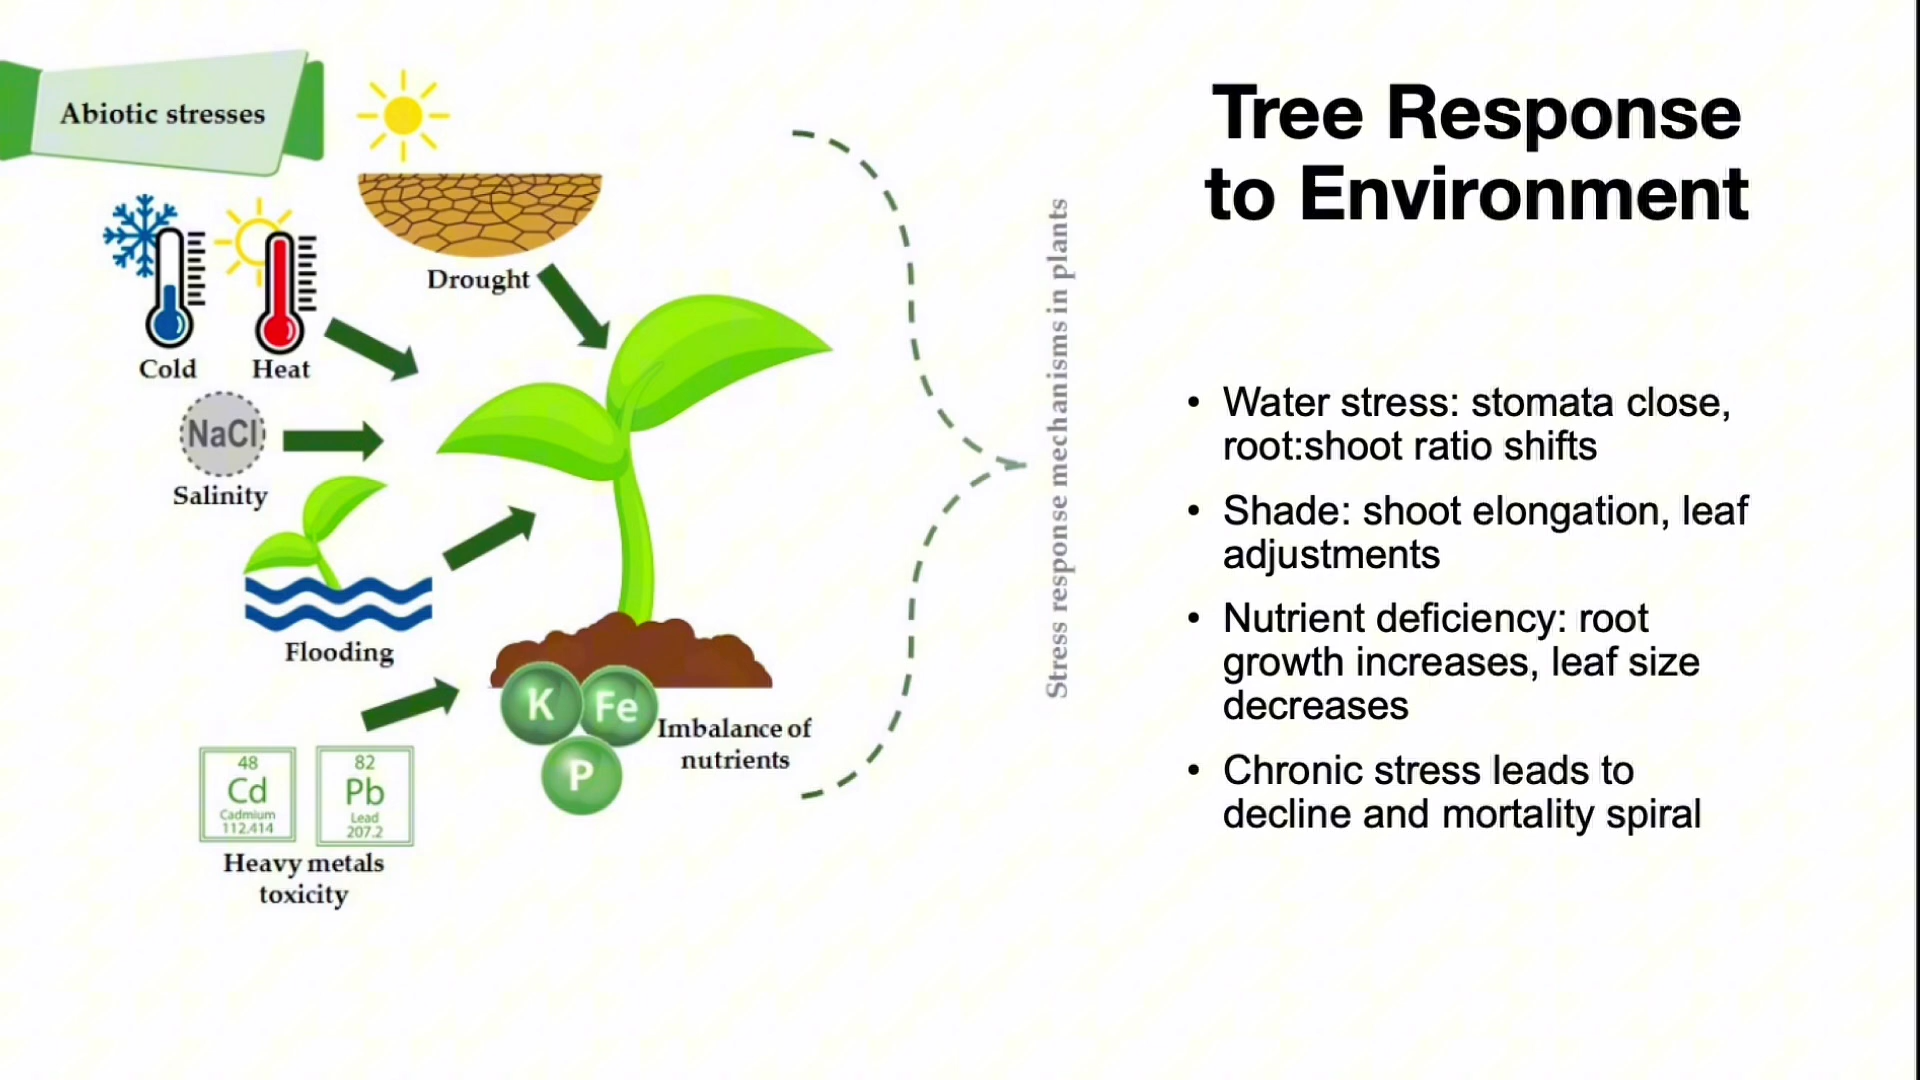 Abiotic stresses
Drought
Cold
Heat
NaCl
Salinity
Flooding
K
Fe
P
Imbalance of
nutrients
48
Cd
Cadmium
112.414
82
Pb
Lead
207.2
Heavy metals
toxicity
Stress response mechanisms in plants
Tree Response
to Environment
• Water stress: stomata close,
root:shoot ratio shifts
• Shade: shoot elongation, leaf
adjustments
• Nutrient deficiency: root
growth increases, leaf size
decreases
• Chronic stress leads to
decline and mortality spiral